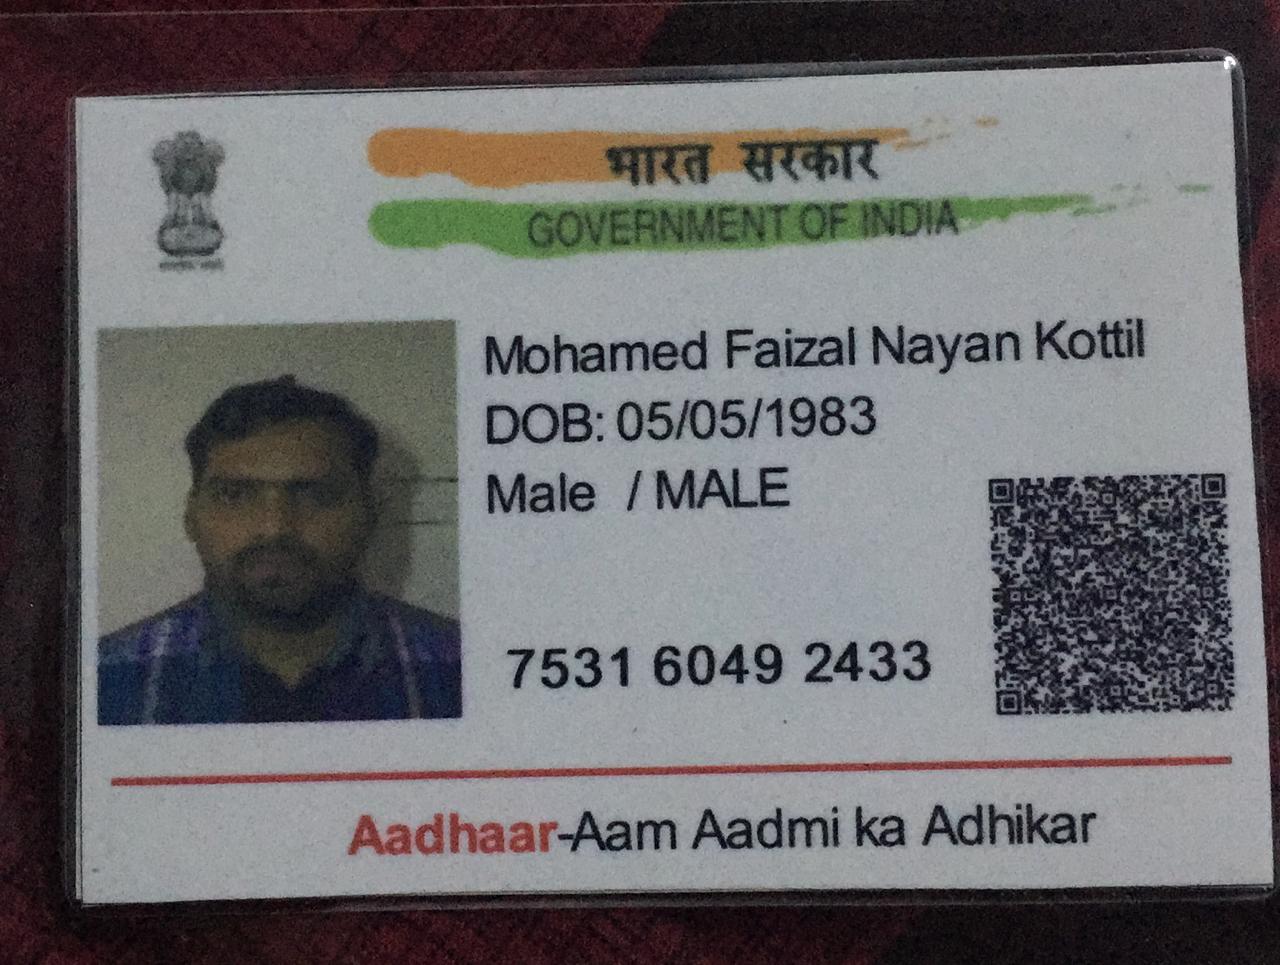 भारत सरकार
GOVERNMENT OF INDIA
Mohamed Faizal Nayan Kottil
DOB: 05/05/1983
Male / MALE
7531 6049 2433
Aadhaar-Aam Aadmi ka Adhikar